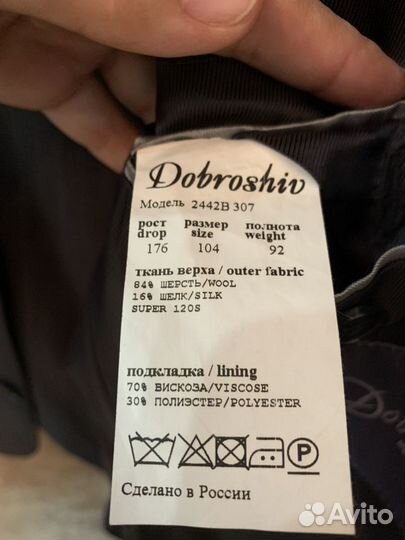 Dobroshiv
Модель 2442В 307
рост размер полнота
drop size weight
176 104 92
ткань верха / outer fabric
84% ШЕРСТЬ/WOOL
16% ШЕЛК/SILK
SUPER 120S
подкладка / lining
70% ВИСКОЗА/VISCOSE
30% ПОЛИЭСТЕР/POLYESTER
P
Сделано в России
Dob
Avito